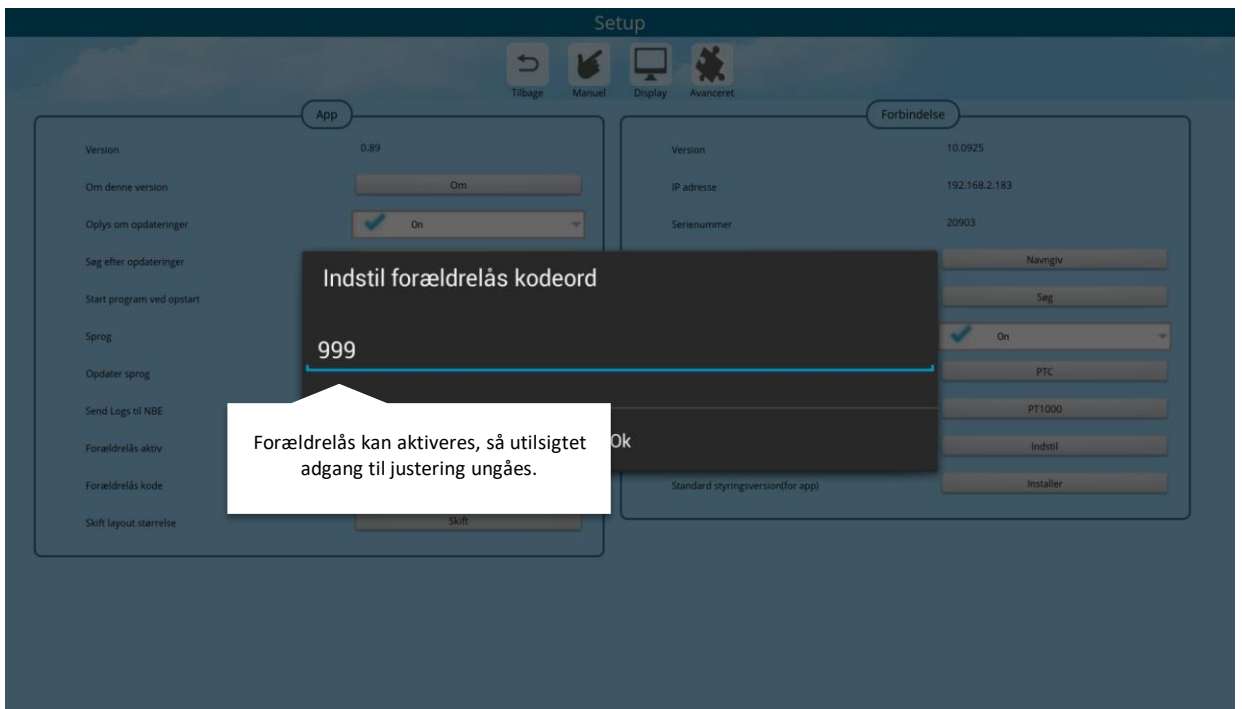 Setup
Tilbage Manuel Display Avanceret
App
Version 0.89
Om denne version Om
Oplys om opdateringer On
Søg efter opdateringer
Start program ved opstart
Sprog
Opdater sprog
Send Logs til NBE
Forældrelås aktiv
Forældrelås kode
Skift layout størrelse Skift
Forbindelse
Version 10.0925
IP adresse 192.168.2.183
Serienummer 20903
Navngiv
Søg
On
PTC
PT1000
Indstil
Standard styringsversion(for app) Installer
Indstil forældrelås kodeord
999
Ok
Forældrelås kan aktiveres, så utilsigtet
adgang til justering ungåes.